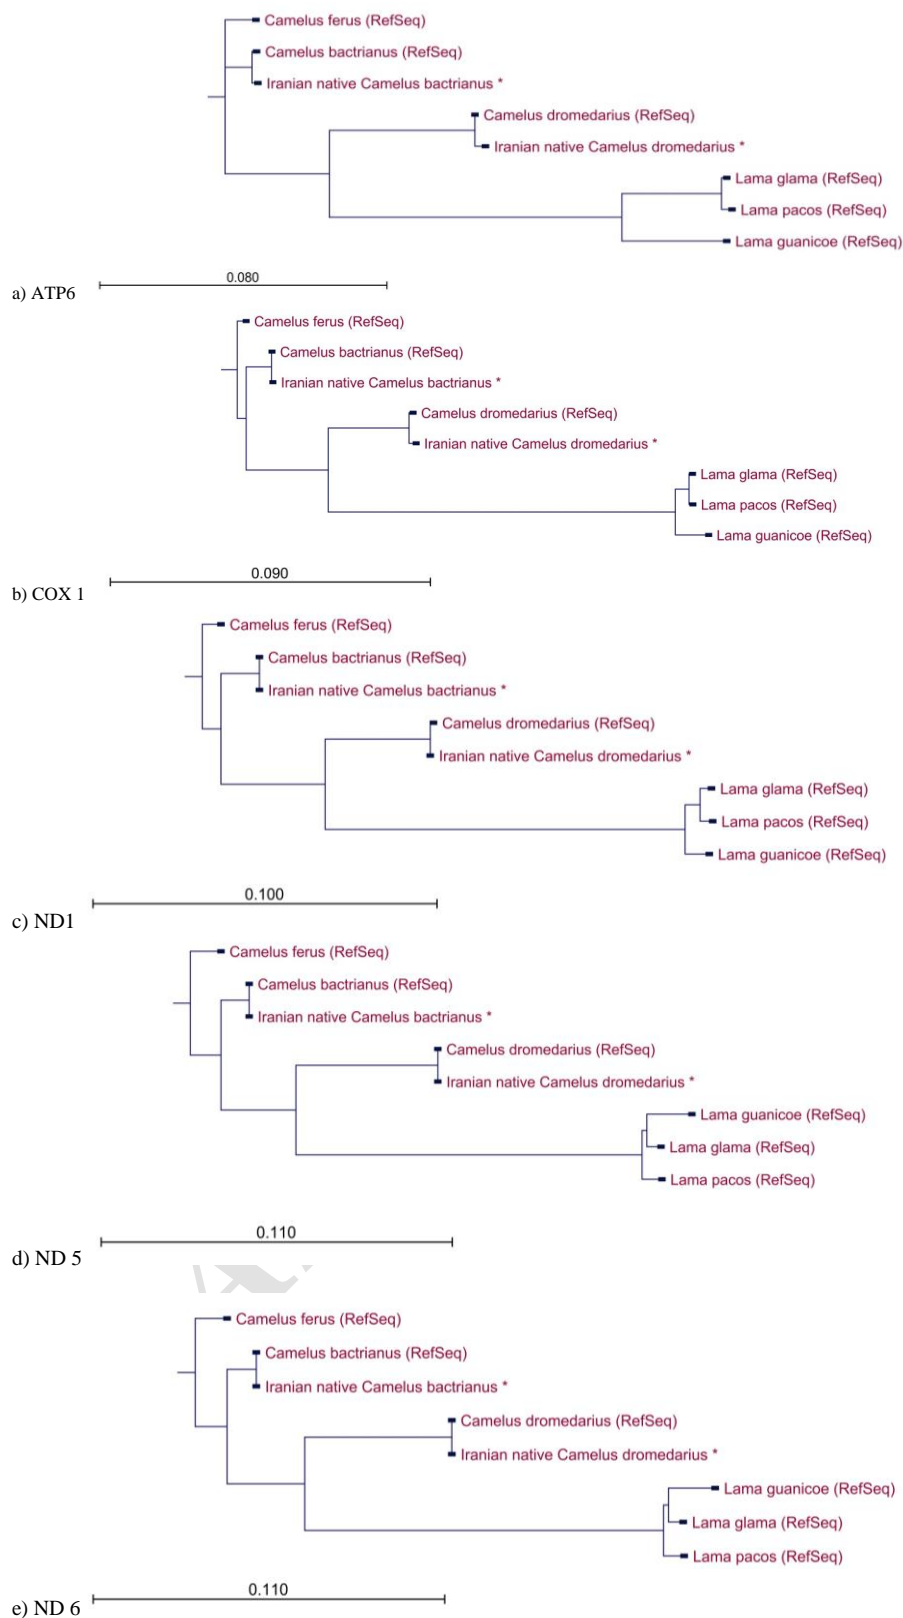 Camelus ferus (RefSeq)
Camelus bactrianus (RefSeq)
Iranian native Camelus bactrianus *
Camelus dromedarius (RefSeq)
Iranian native Camelus dromedarius *
Lama glama (RefSeq)
Lama pacos (RefSeq)
Lama guanicoe (RefSeq)
0.080
a) ATP6
Camelus ferus (RefSeq)
Camelus bactrianus (RefSeq)
Iranian native Camelus bactrianus *
Camelus dromedarius (RefSeq)
Iranian native Camelus dromedarius *
Lama glama (RefSeq)
Lama pacos (RefSeq)
Lama guanicoe (RefSeq)
0.090
b) COX 1
Camelus ferus (RefSeq)
Camelus bactrianus (RefSeq)
Iranian native Camelus bactrianus *
Camelus dromedarius (RefSeq)
Iranian native Camelus dromedarius *
Lama glama (RefSeq)
Lama pacos (RefSeq)
Lama guanicoe (RefSeq)
0.100
c) ND1
Camelus ferus (RefSeq)
Camelus bactrianus (RefSeq)
Iranian native Camelus bactrianus *
Camelus dromedarius (RefSeq)
Iranian native Camelus dromedarius *
Lama guanicoe (RefSeq)
Lama glama (RefSeq)
Lama pacos (RefSeq)
0.110
d) ND 5
Camelus ferus (RefSeq)
Camelus bactrianus (RefSeq)
Iranian native Camelus bactrianus *
Camelus dromedarius (RefSeq)
Iranian native Camelus dromedarius *
Lama guanicoe (RefSeq)
Lama glama (RefSeq)
Lama pacos (RefSeq)
0.110
e) ND 6